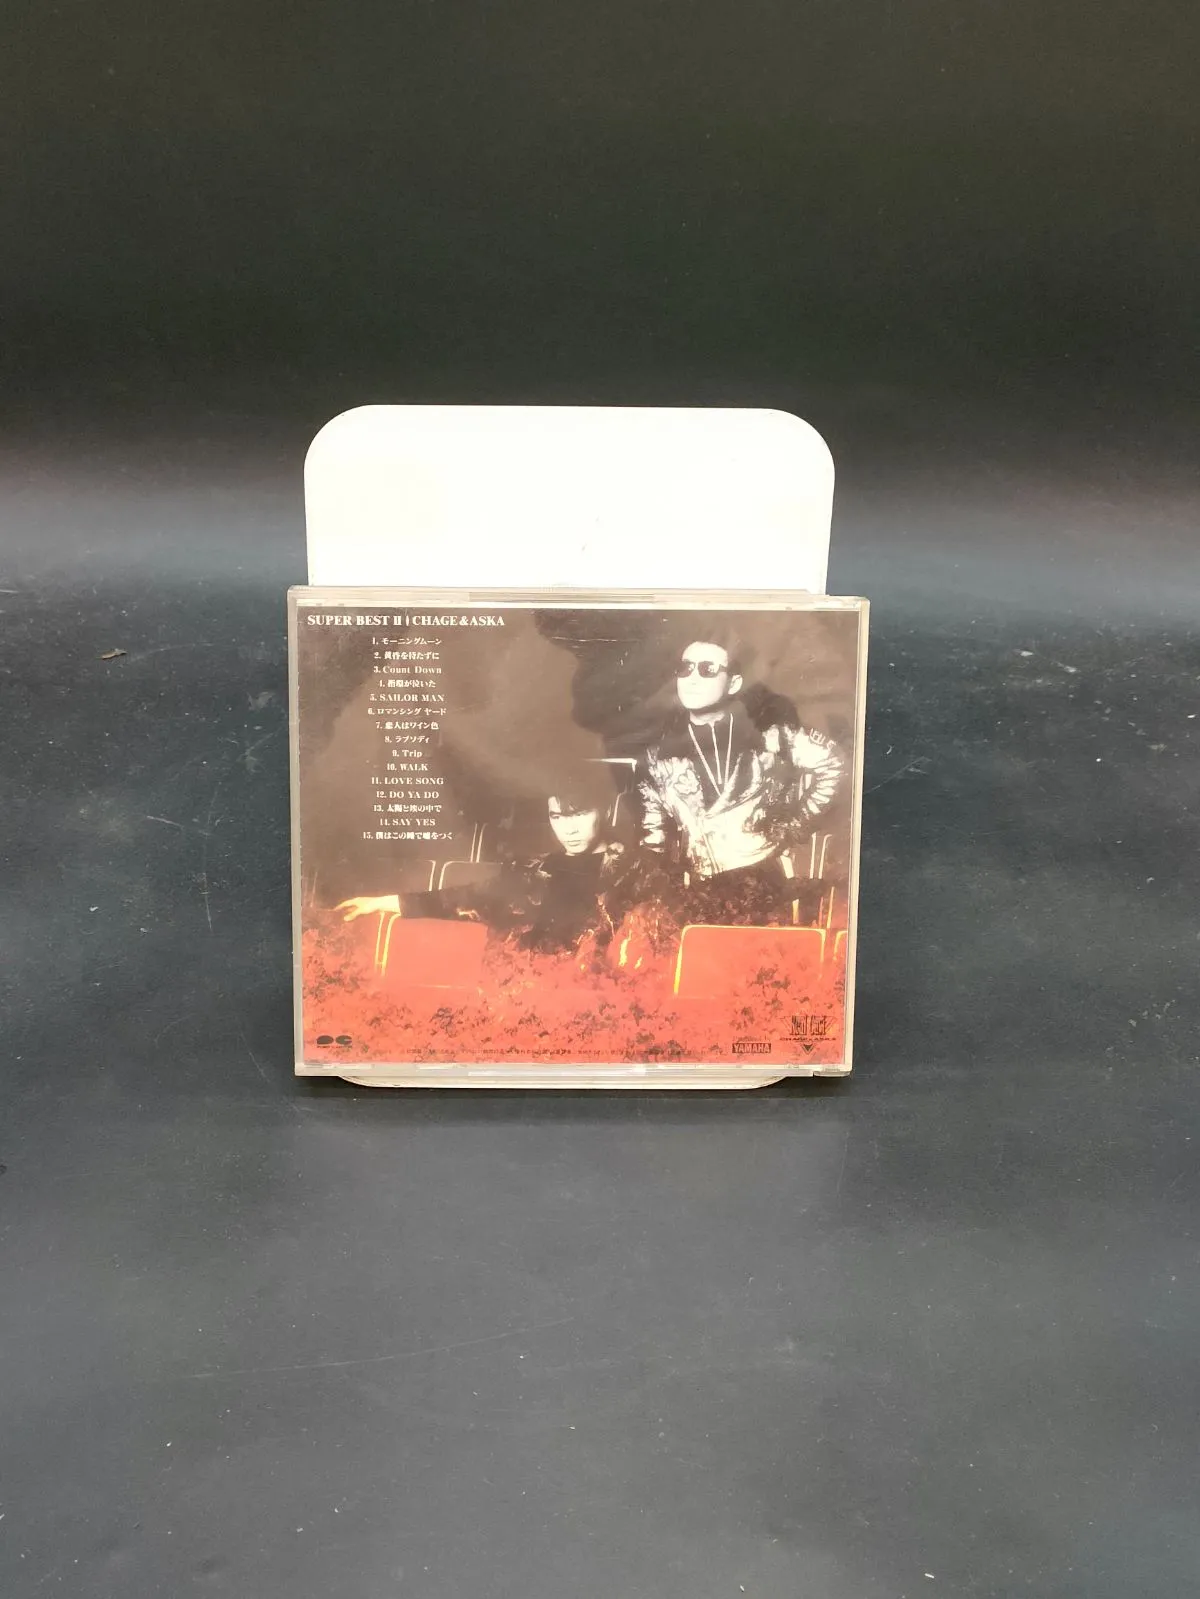 SUPER BEST II CHAGE&ASKA
1. モーニングムーン
2. 黄昏を待たずに
3. Count Down
4. 指環が泣いた
5. SAILOR MAN
6. ロマンシング ヤード
7. 恋人はワイン色
8. ラプソディ
9. Trip
10. WALK
11. LOVE SONG
12. DO YA DO
13. 太陽と埃の中で
14. SAY YES
15. 僕はこの瞳で嘘をつく
YAMAHA
CHAGE & ASKA